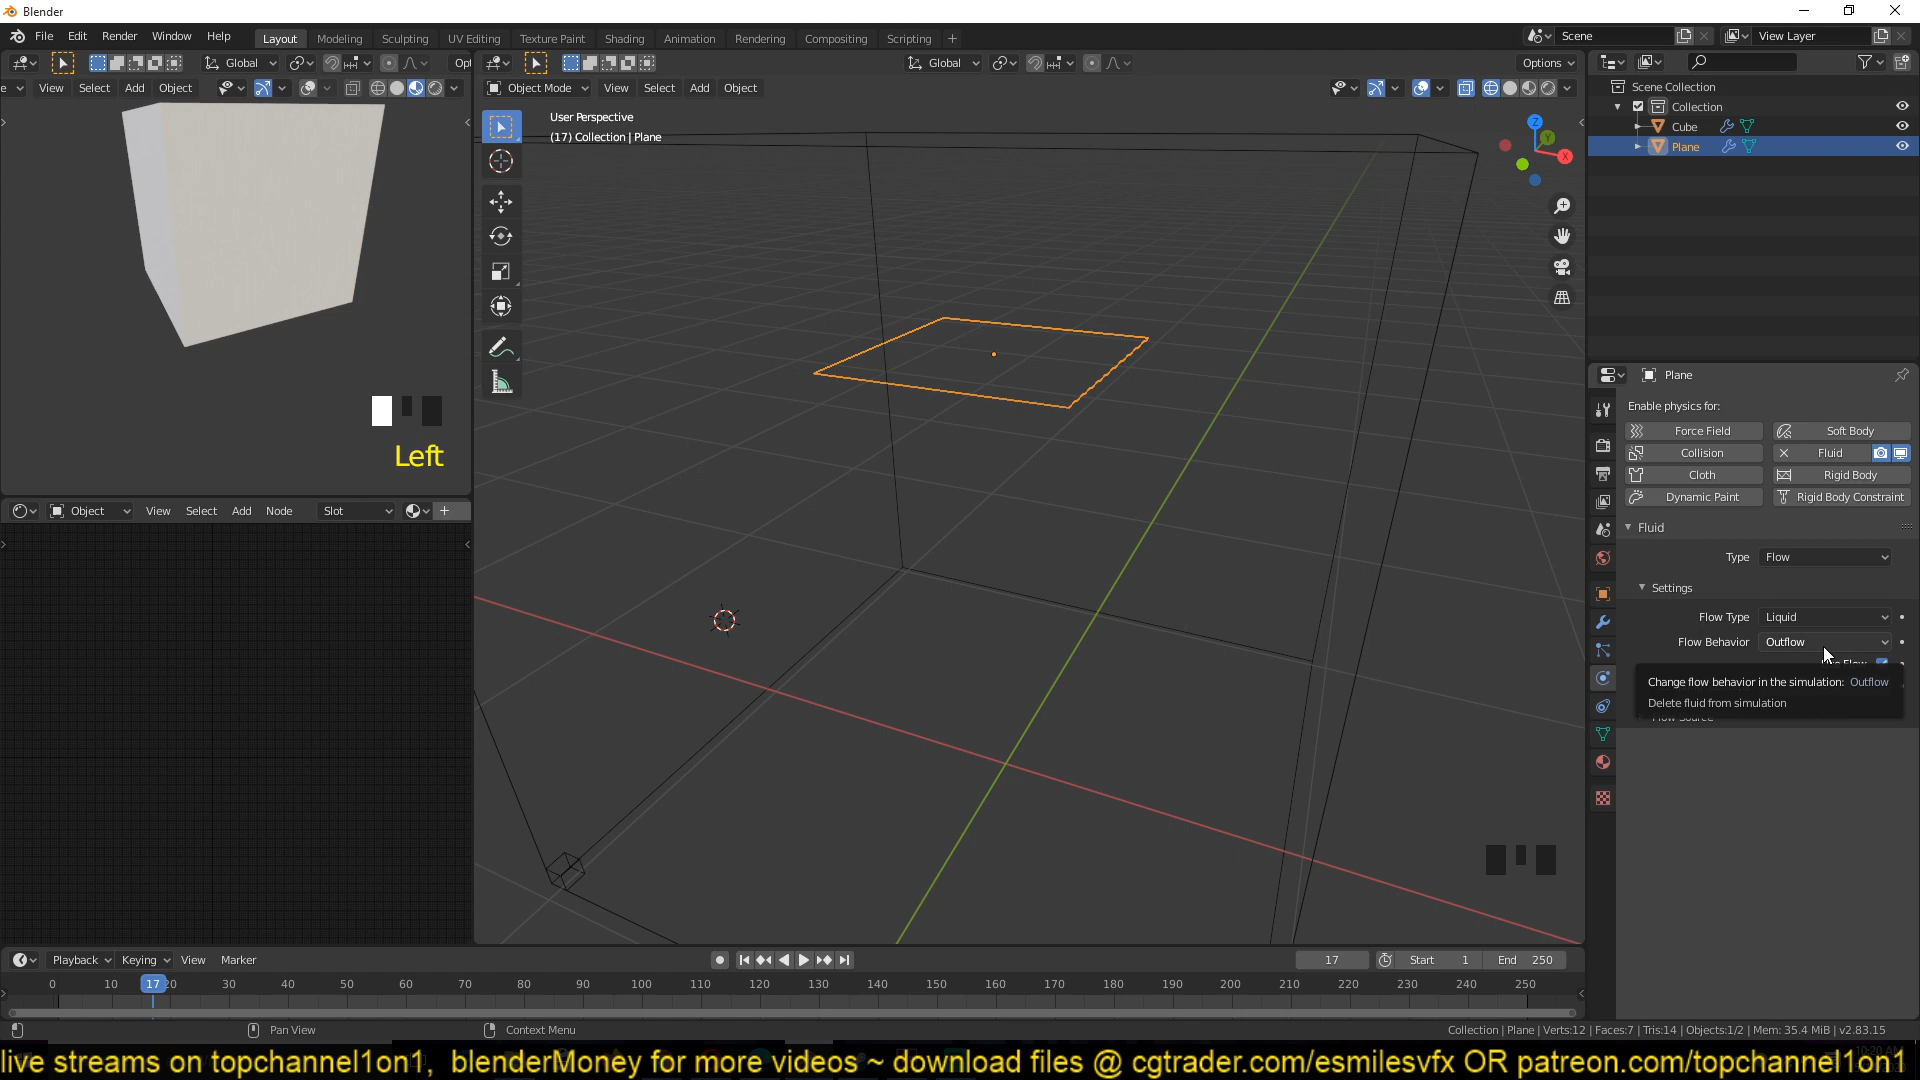 Blender
File Edit Render Window Help Layout Modeling Sculpting UV Editing Texture Paint Shading Animation Rendering Compositing Scripting + Scene View Layer
Global Opt Global Options
View Select Add Object Object Mode View Select Add Object
User Perspective
(17) Collection | Plane
Z
Y
X
Scene Collection
Collection
Cube
Plane
Left
Plane
Enable physics for:
Force Field Soft Body
Collision Fluid
Cloth Rigid Body
Dynamic Paint Rigid Body Constraint
Fluid
Type Flow
Settings
Flow Type Liquid
Flow Behavior Outflow
Change flow behavior in the simulation: Outflow
Delete fluid from simulation
Object View Select Add Node Slot
Playback Keying View Marker 17 Start 1 End 250
0 10 17 20 30 40 50 60 70 80 90 100 110 120 130 140 150 160 170 180 190 200 210 220 230 240 250
Pan View Context Menu Collection | Plane | Verts:12 | Faces:7 | Tris:14 | Objects:1/2 | Mem: 35.4 MiB | v2.83.15
live streams on topchannel1on1, blenderMoney for more videos ~ download files @ cgtrader.com/esmilesvfx OR patreon.com/topchannel1on1